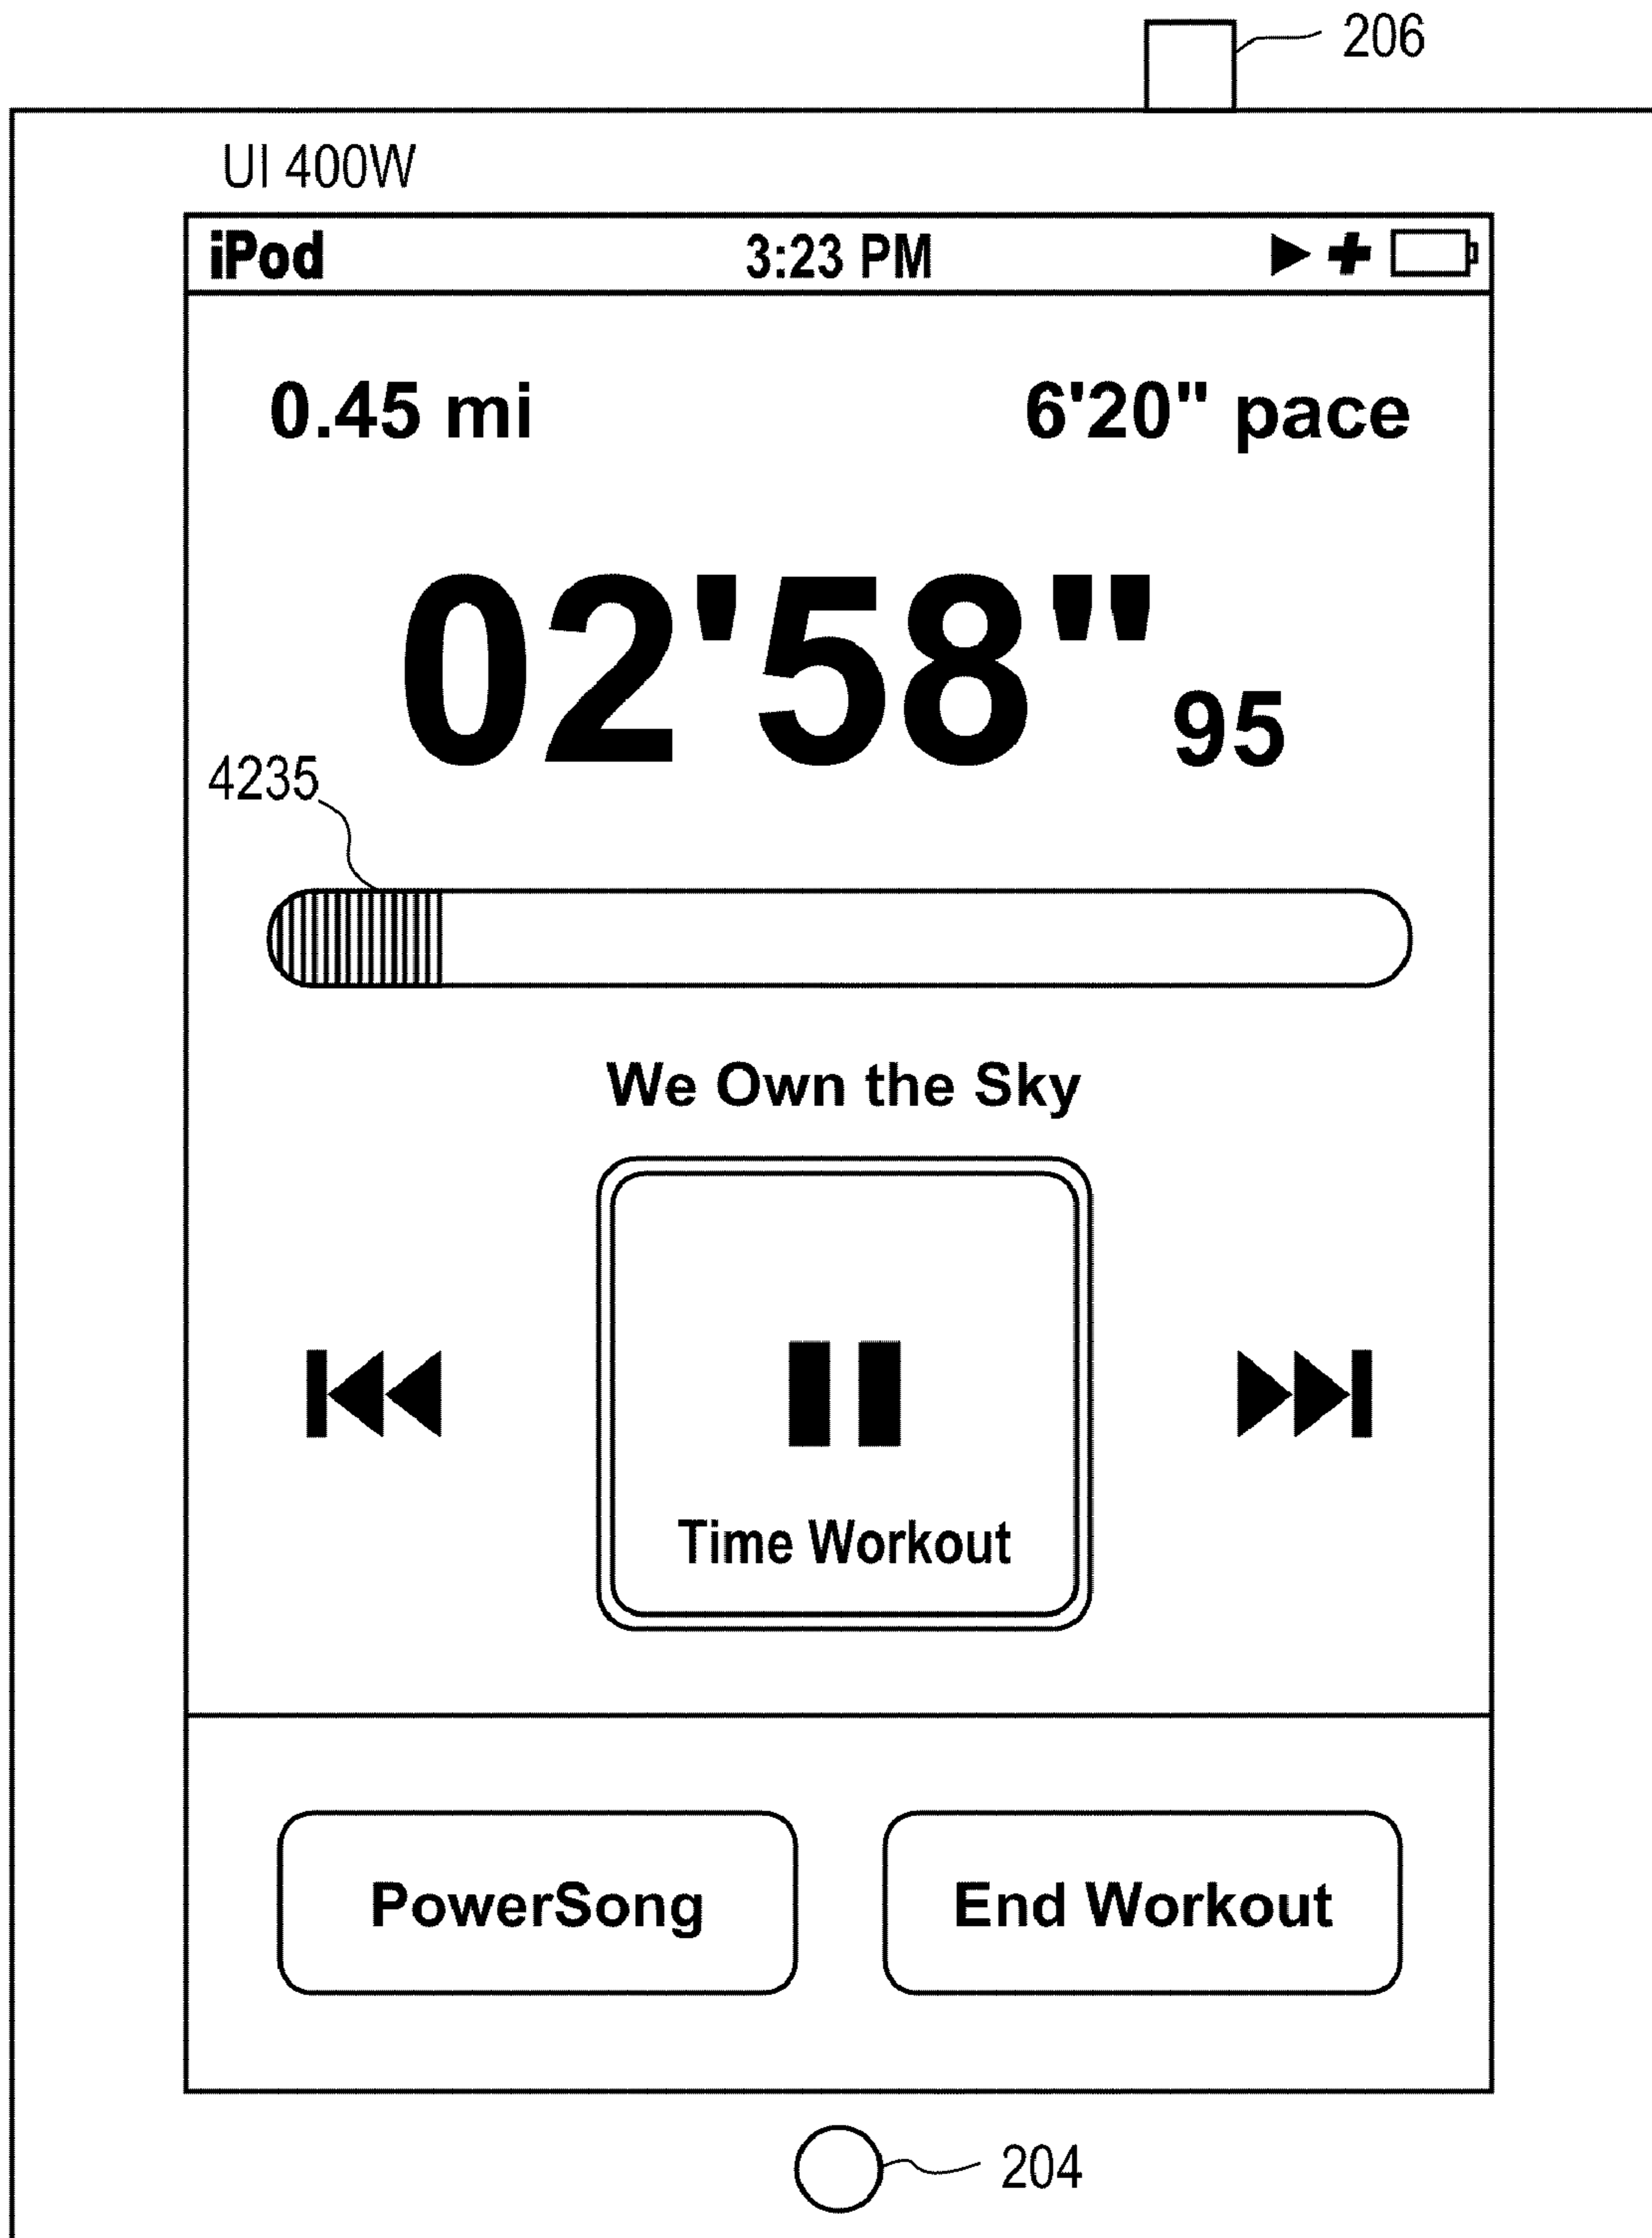 206
UI 400W
iPod 3:23 PM
0.45 mi 6'20" pace
02'58"95
4235
We Own the Sky
Time Workout
PowerSong End Workout
204